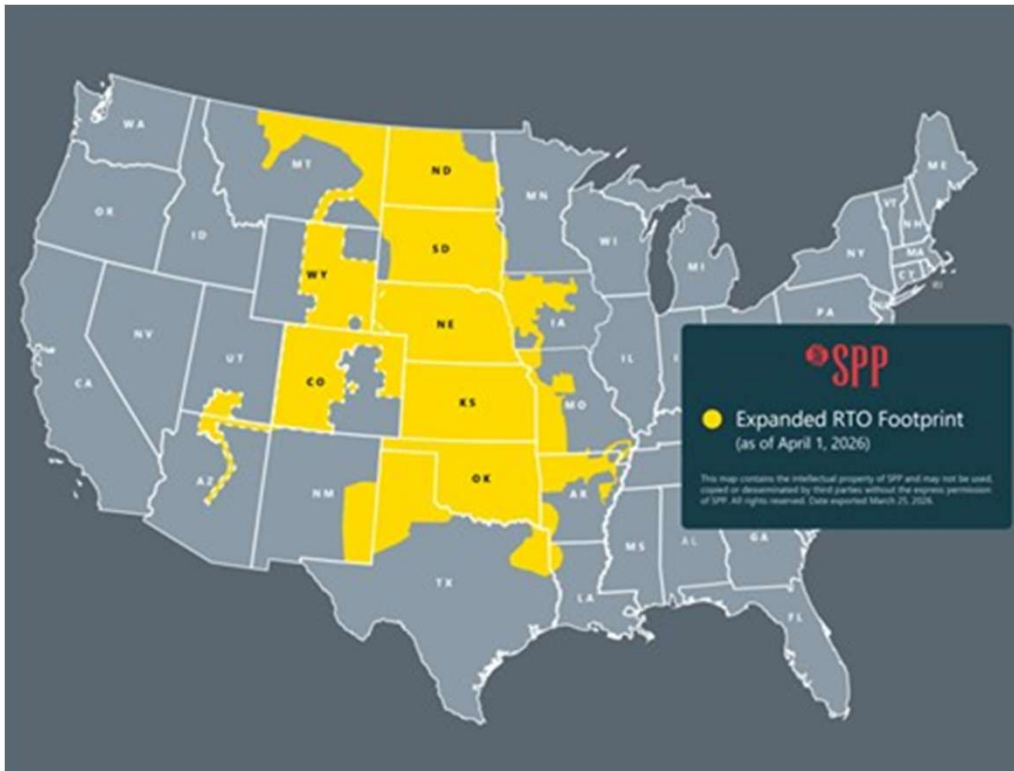 WA
MT
ND
MN
ME
VT
NH
OR
ID
SD
WI
MI
NY
MA
WY
CT
RI
NE
IA
PA
NV
UT
CO
IL
CA
KS
MO
SPP
Expanded RTO Footprint
(as of April 1, 2026)
AZ
NM
OK
AR
This map contains the intellectual property of SPP and may not be used,
copied or desseminated by third parties without the express permission
of SPP. All rights reserved. Date exported March 25, 2026.
MS
AL
GA
TX
LA
FL